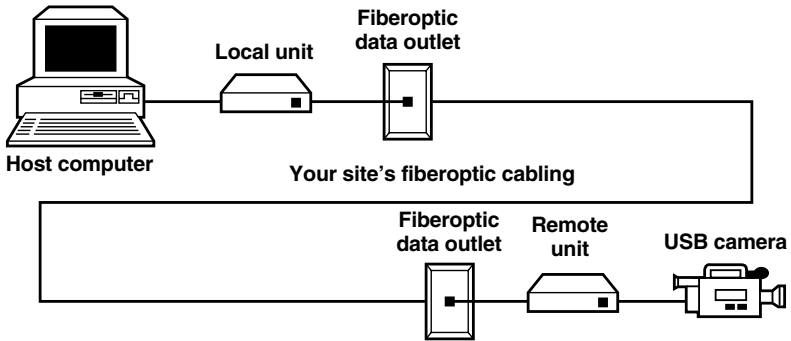 Fiberoptic
data outlet
Local unit
Host computer
Your site’s fiberoptic cabling
Fiberoptic
data outlet
Remote
unit
USB camera